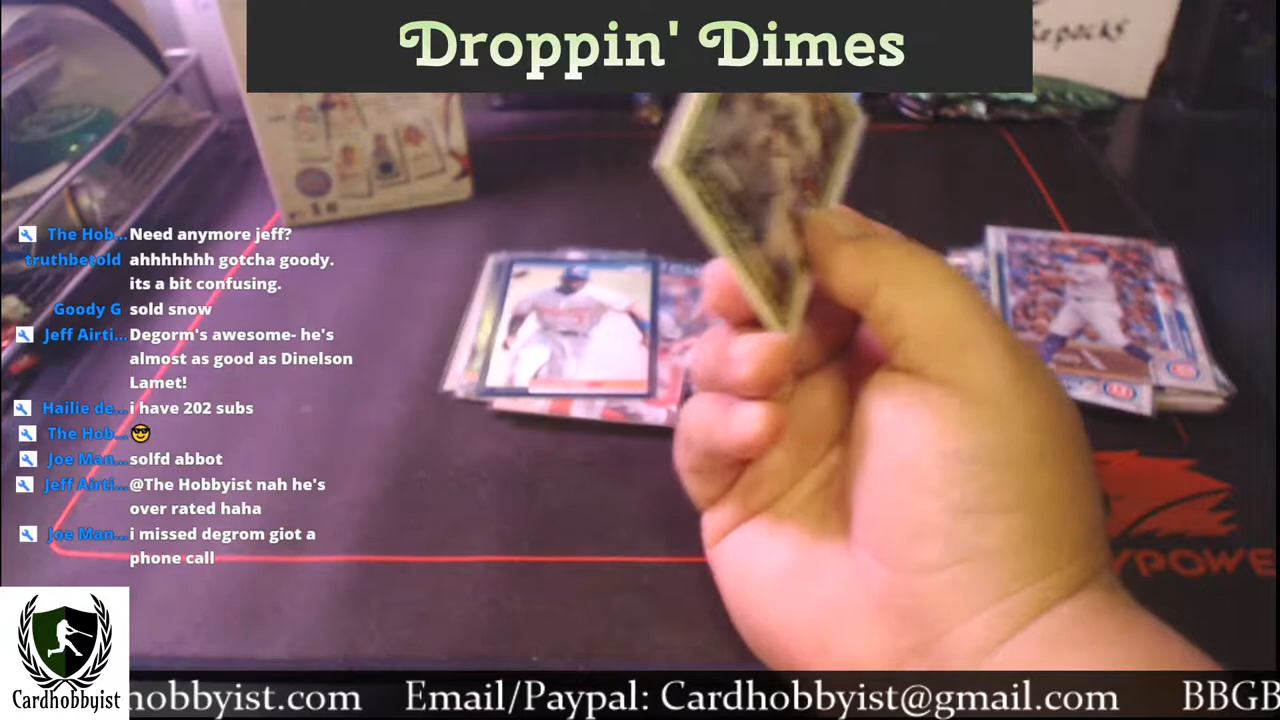 Droppin' Dimes
epacks
The Hob... Need anymore jeff?
truthbetold ahhhhhhh gotcha goody.
its a bit confusing.
Goody G sold snow
Jeff Airti... Degorm's awesome- he's
almost as good as Dinelson
Lamet!
Hailie de... i have 202 subs
The Hob... 😎
Joe Man... solfd abbot
Jeff Airti... @The Hobbyist nah he's
over rated haha
Joe Man... i missed degrom giot a
phone call
YPOWE
Cardhobbyist
hobbyist.com Email/Paypal: Cardhobbyist@gmail.com BBGB